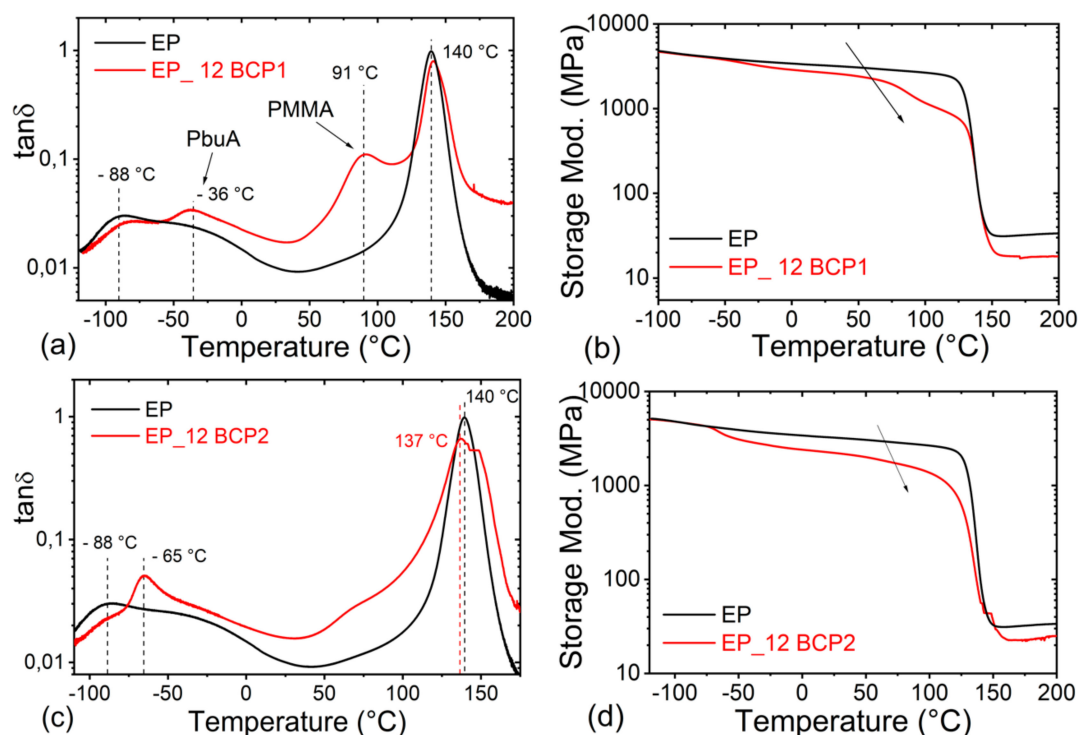 EP
EP_ 12 BCP1
140 °C
91 °C
PMMA
PbuA
- 88 °C
- 36 °C
1
0,1
0,01
tanδ
-100 -50 0 50 100 150 200
Temperature (°C)
(a)
10000
1000
100
10
Storage Mod. (MPa)
EP
EP_ 12 BCP1
-100 -50 0 50 100 150 200
Temperature (°C)
(b)
EP
EP_12 BCP2
140 °C
137 °C
- 88 °C
- 65 °C
1
0,1
0,01
tanδ
-100 -50 0 50 100 150
Temperature (°C)
(c)
10000
1000
100
10
Storage Mod. (MPa)
EP
EP_12 BCP2
-100 -50 0 50 100 150 200
Temperature (°C)
(d)